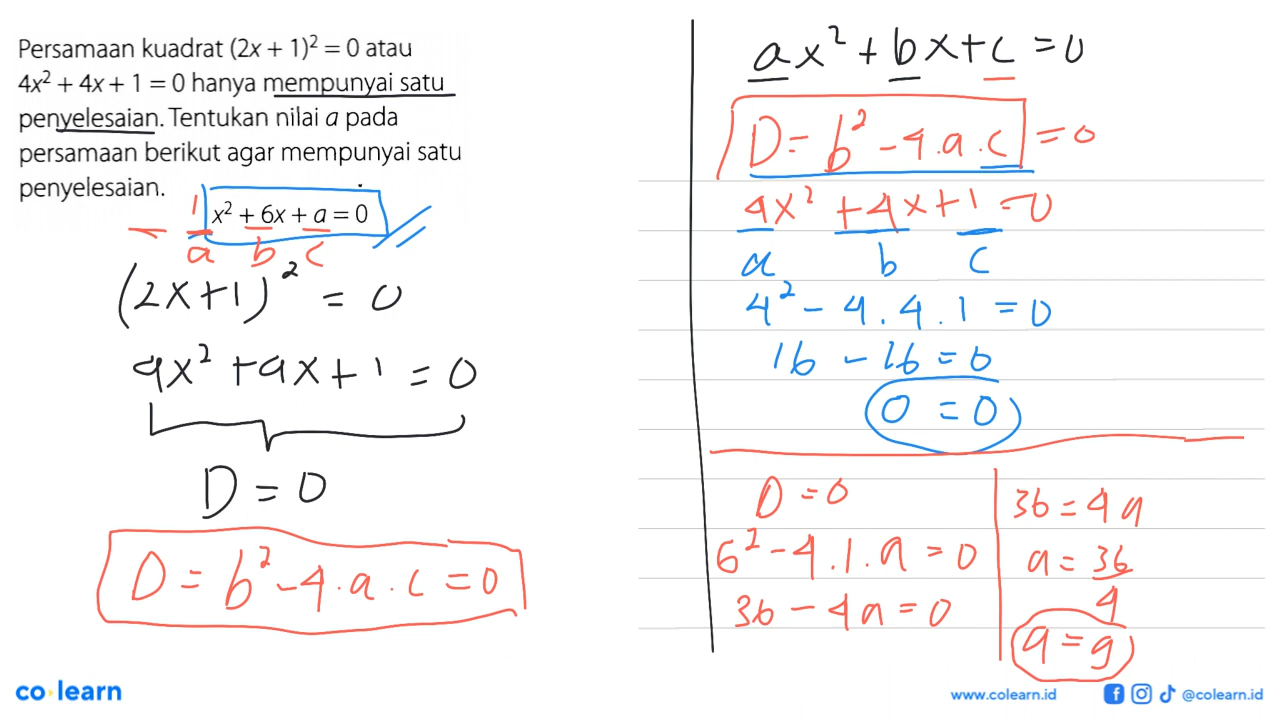 Persamaan kuadrat (2x + 1)² = 0 atau
4x² + 4x + 1 = 0 hanya mempunyai satu
penyelesaian. Tentukan nilai a pada
persamaan berikut agar mempunyai satu
penyelesaian.
1 x² + 6x + a = 0
a b c
(2x+1)² = 0
4x² + 4x + 1 = 0
D = 0
D = b² - 4.a.c = 0
ax² + bx + c = 0
D = b² - 4.a.c = 0
4x² + 4x + 1 = 0
a b c
4² - 4.4.1 = 0
16 - 16 = 0
0 = 0
D = 0
6² - 4.1.a = 0
36 - 4a = 0
36 = 4a
a = 36/4
a = 9
co learn
www.colearn.id @colearn.id